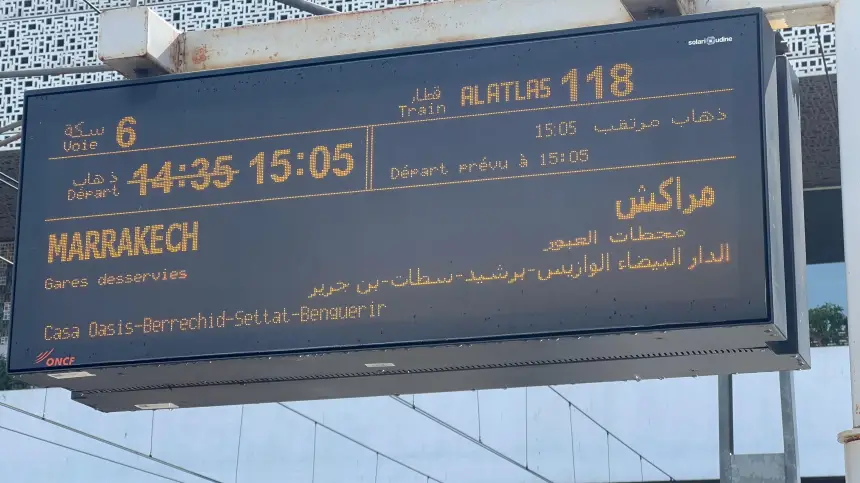 solari udine
سكة
Voie 6
قطار
Train ALATLAS 118
ذهاب
Départ 14:35 15:05
ذهاب مرتقب 15:05
Départ prévu à 15:05
MARRAKECH
مراكش
Gares desservies
محطات العبور
الدار البيضاء الوازيس-برشيد-سطات-بن جرير
Casa Oasis-Berrechid-Settat-Benguerir
ONCF